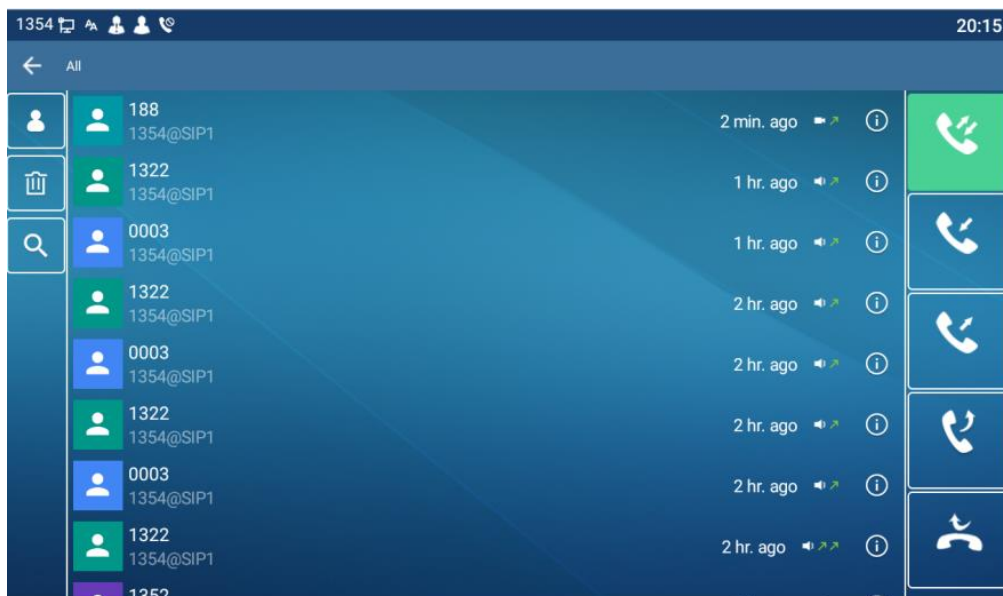 1354
20:15
All
188
1354@SIP1
2 min. ago
1322
1354@SIP1
1 hr. ago
0003
1354@SIP1
1 hr. ago
1322
1354@SIP1
2 hr. ago
0003
1354@SIP1
2 hr. ago
1322
1354@SIP1
2 hr. ago
0003
1354@SIP1
2 hr. ago
1322
1354@SIP1
2 hr. ago
1352